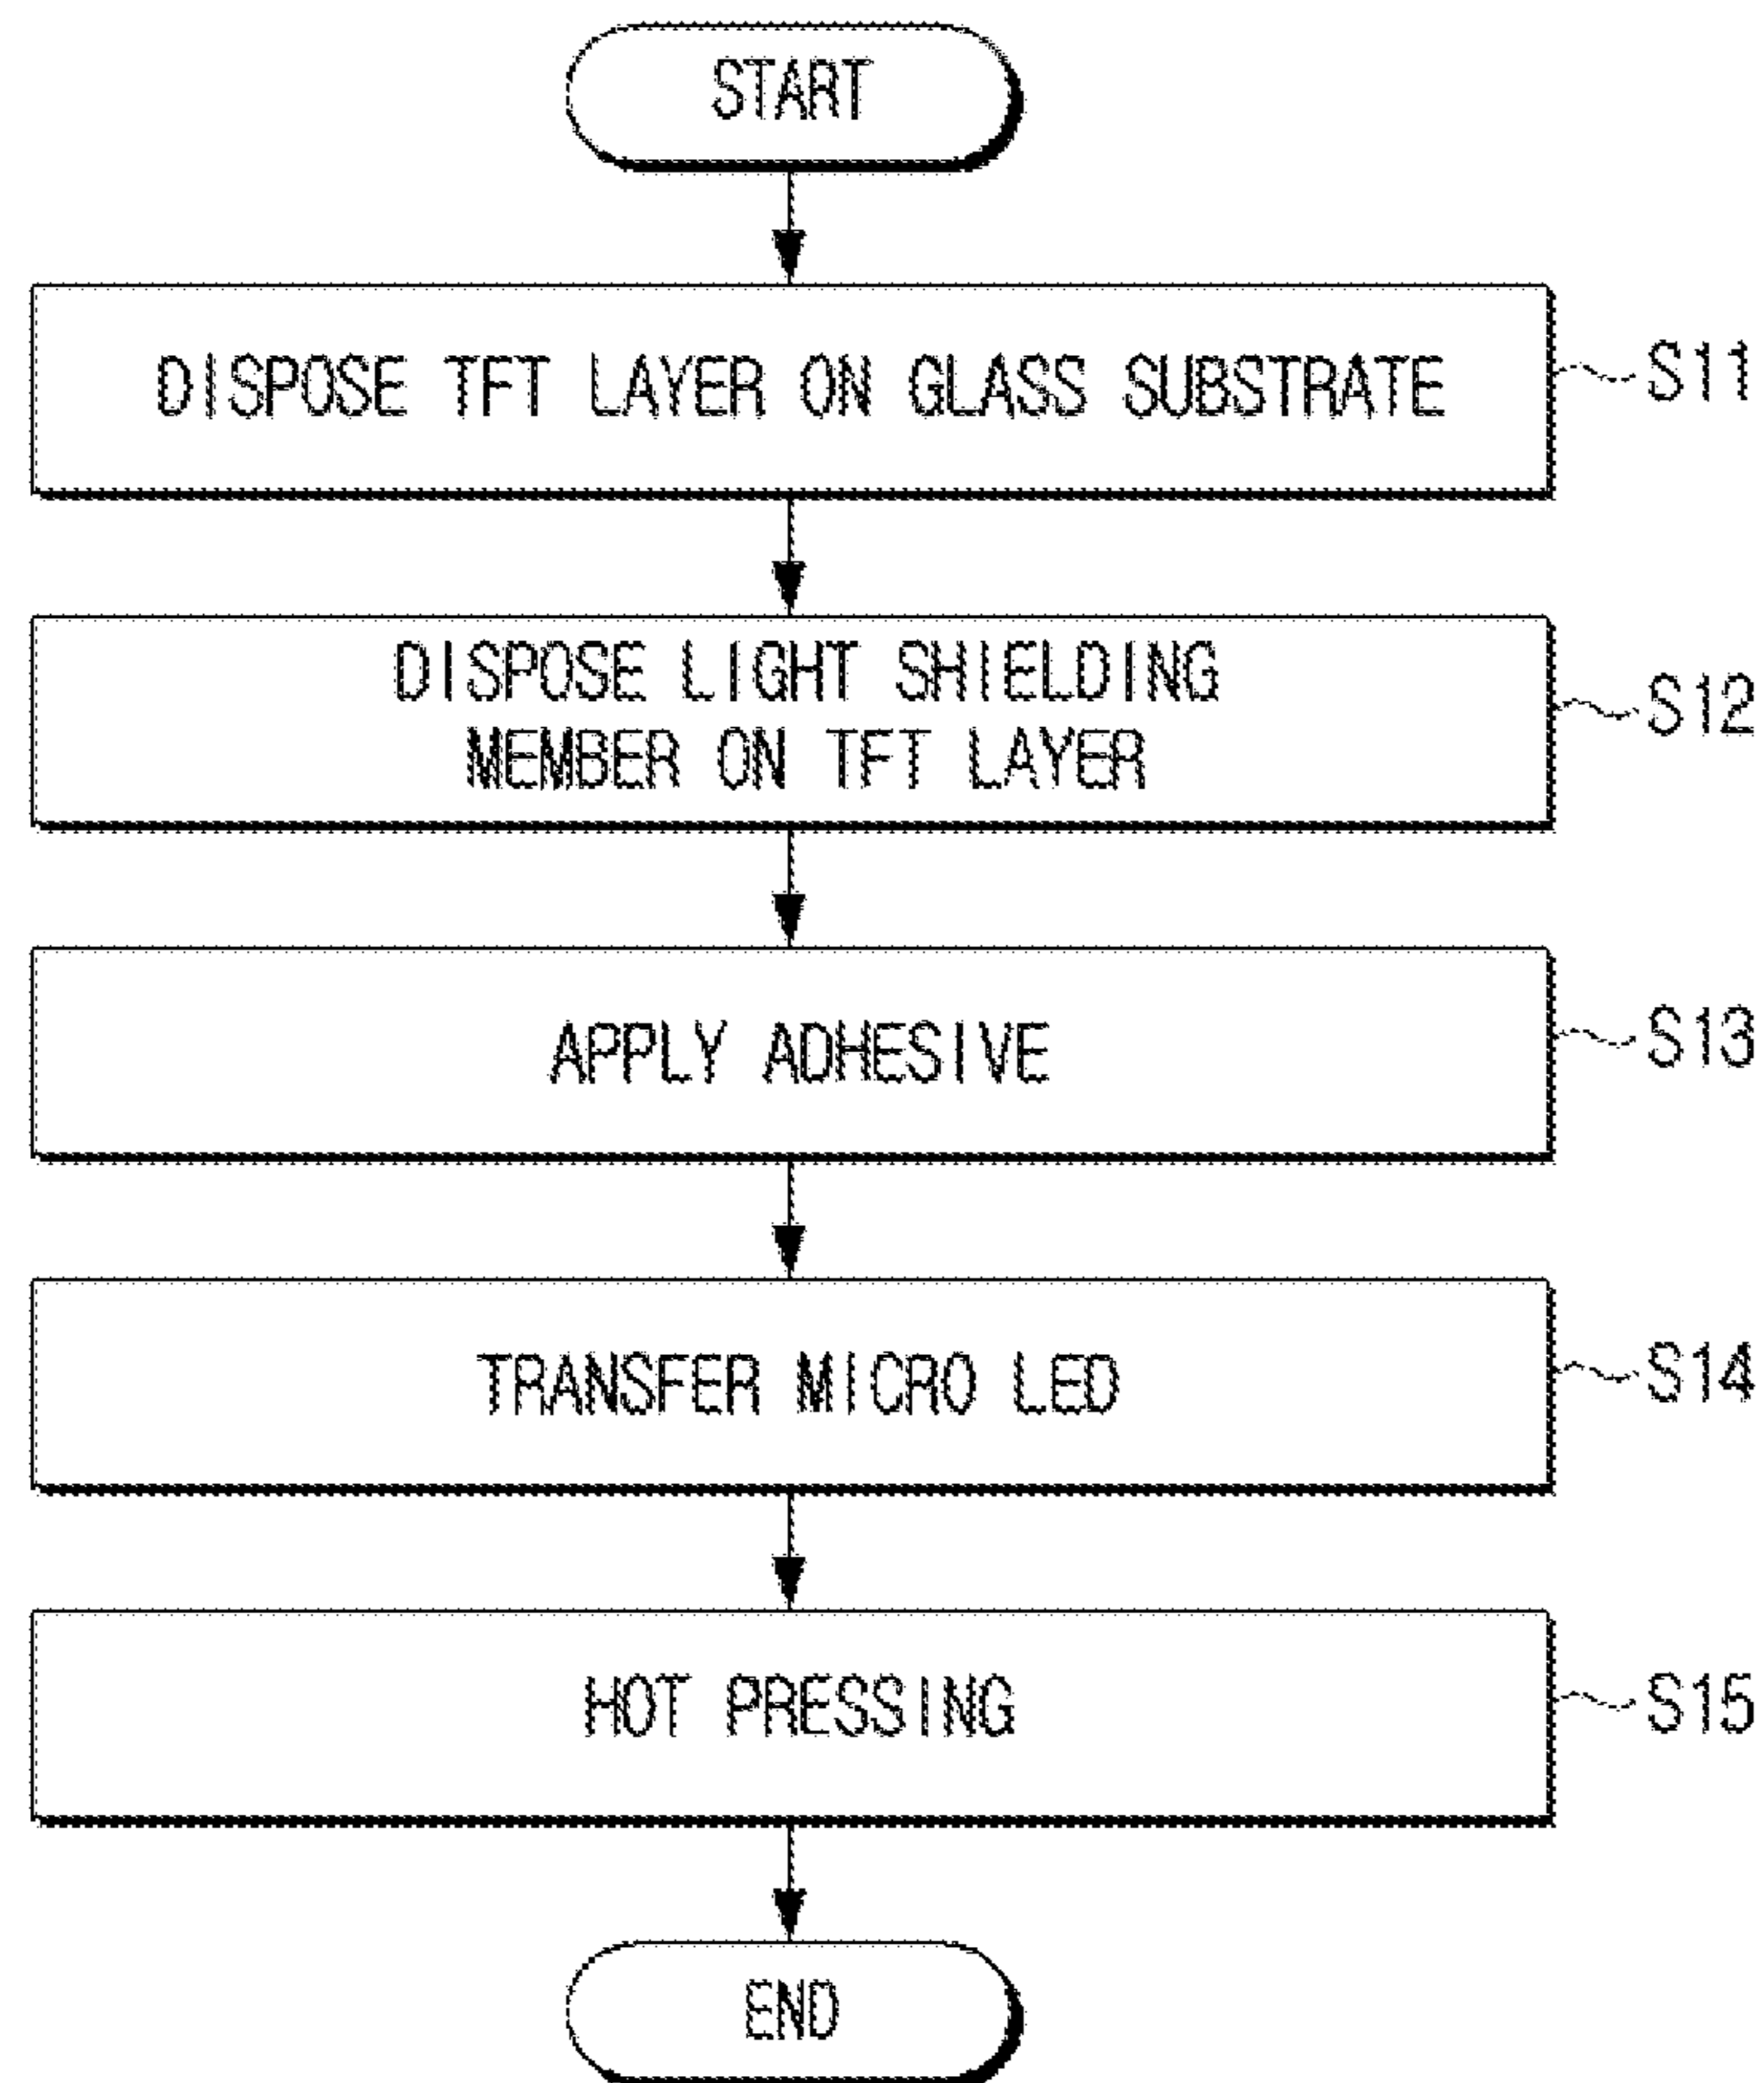 START
DISPOSE TFT LAYER ON GLASS SUBSTRATE
S11
DISPOSE LIGHT SHIELDING
MEMBER ON TFT LAYER
S12
APPLY ADHESIVE
S13
TRANSFER MICRO LED
S14
HOT PRESSING
S15
END